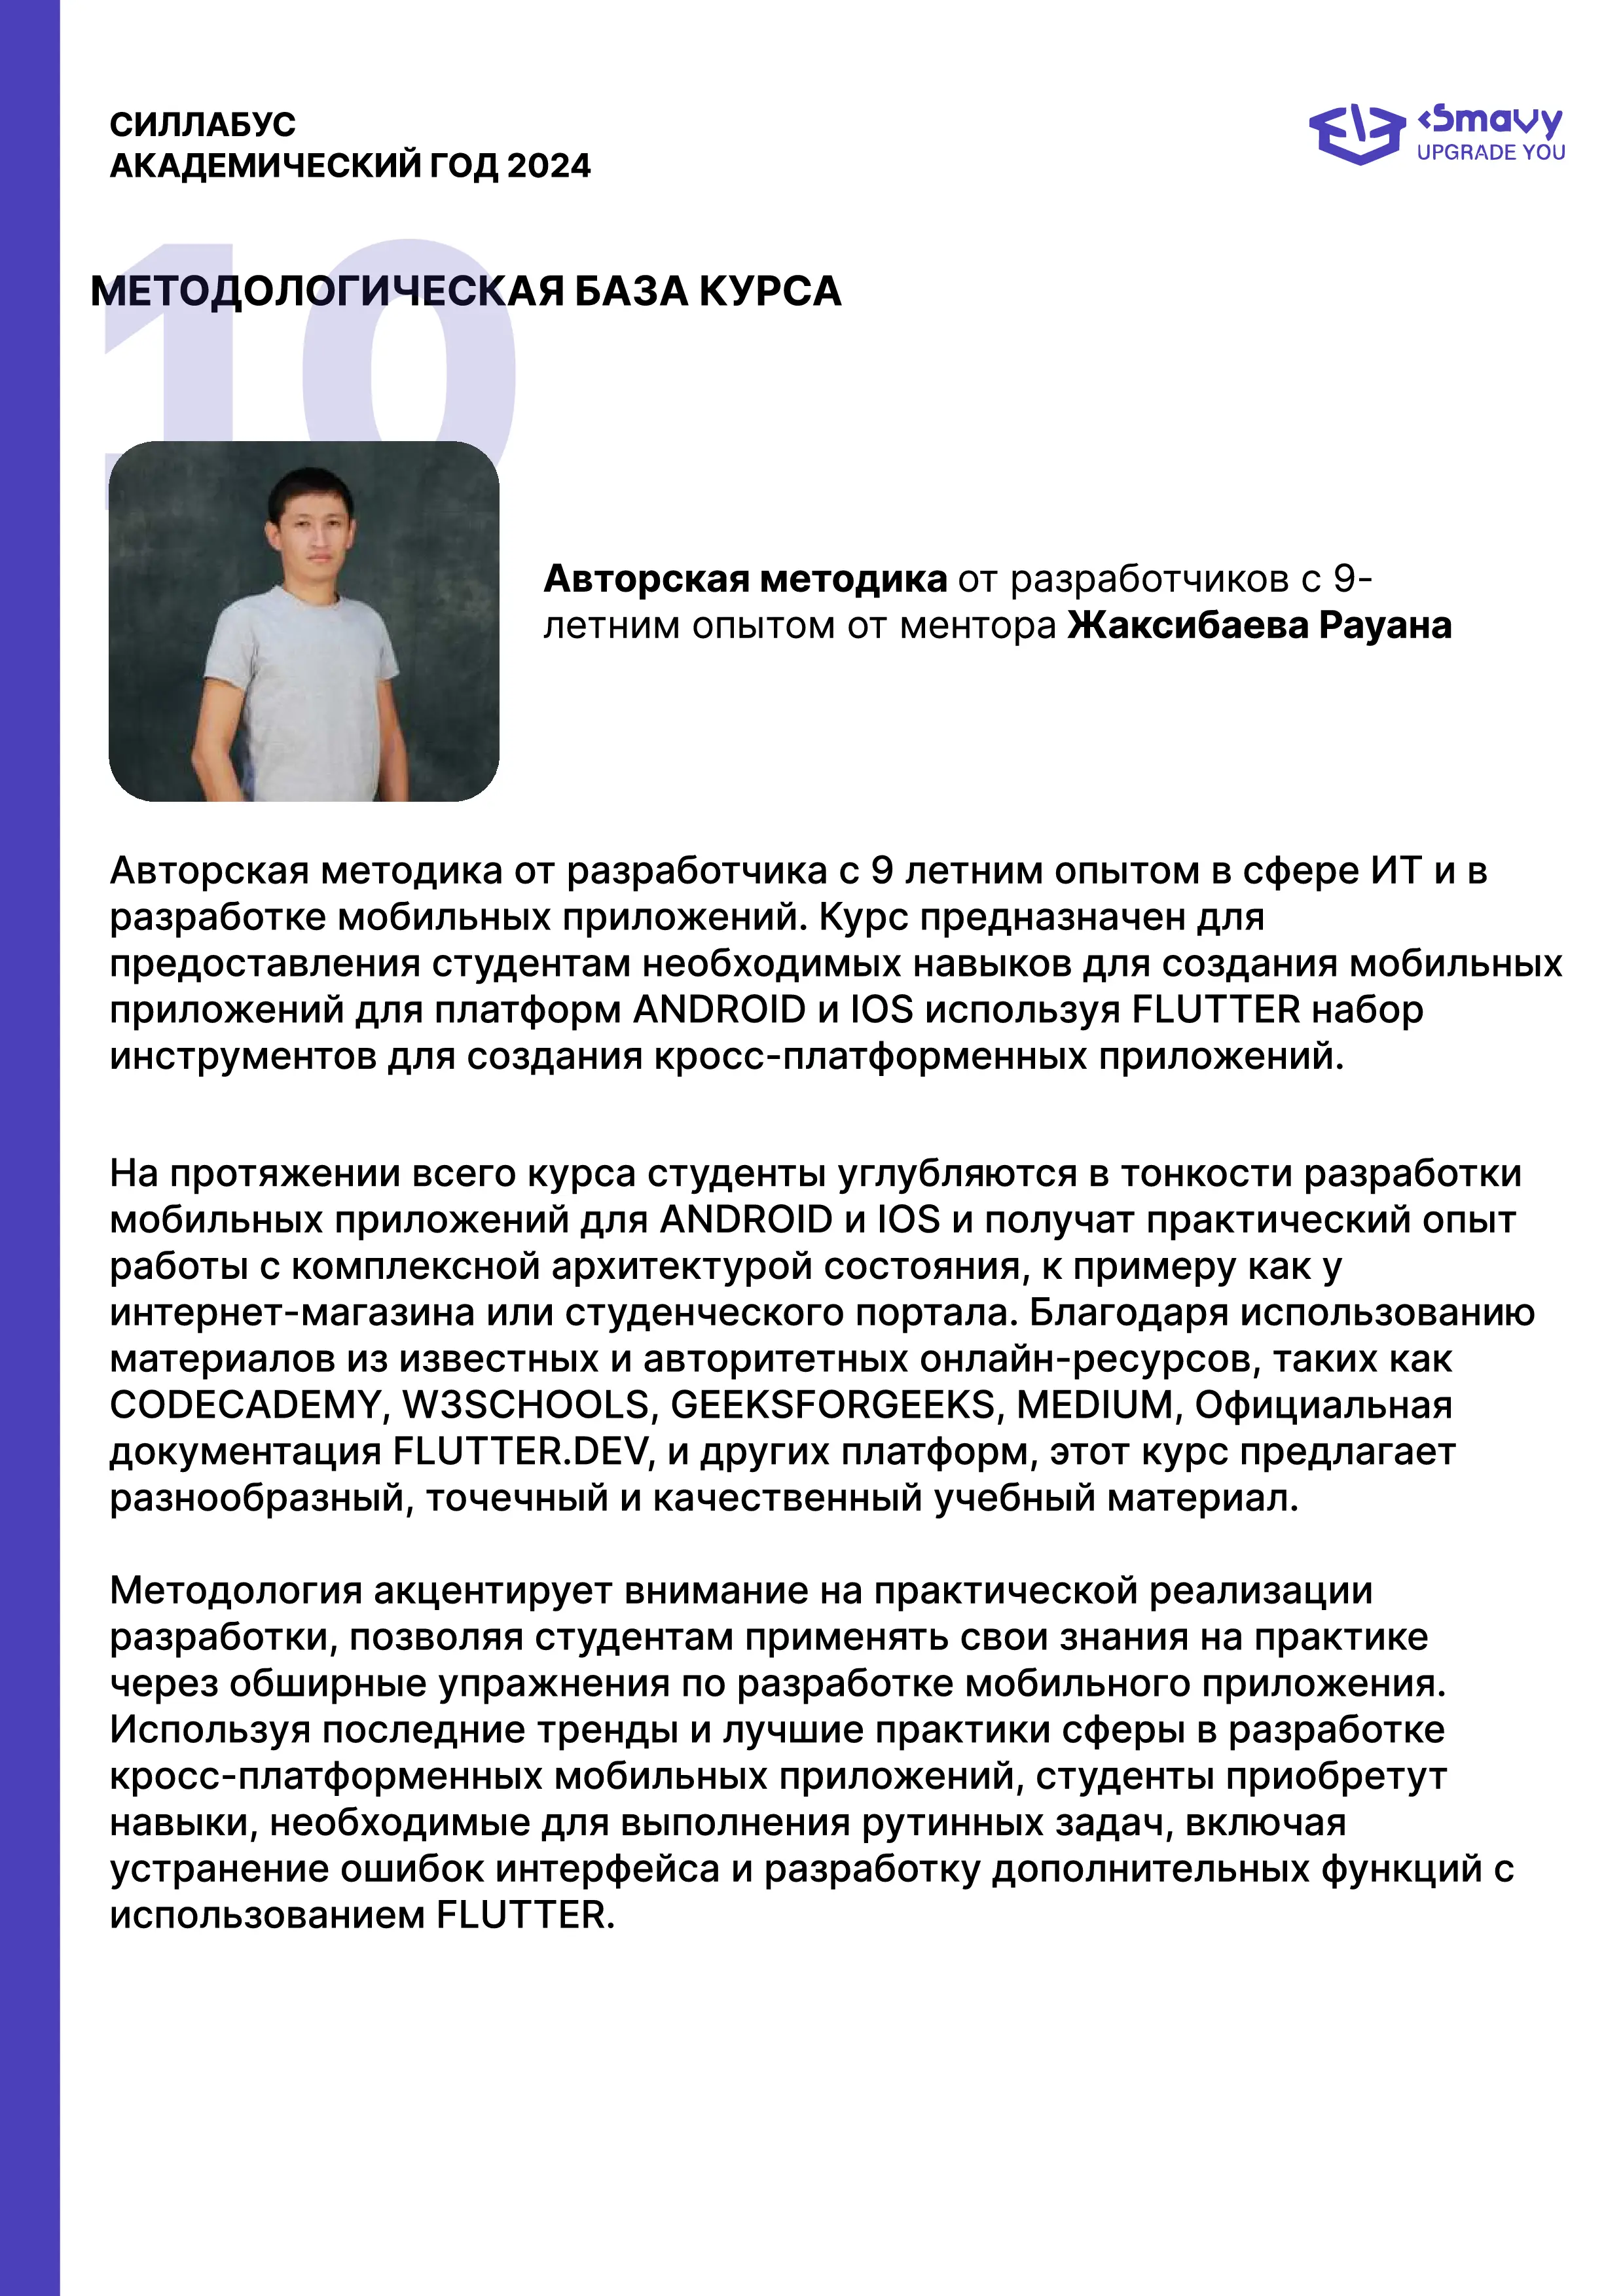 СИЛЛАБУС
АКАДЕМИЧЕСКИЙ ГОД 2024
<Smavy
UPGRADE YOU
10
МЕТОДОЛОГИЧЕСКАЯ БАЗА КУРСА
Авторская методика от разработчиков с 9-
летним опытом от ментора Жаксибаева Рауана
Авторская методика от разработчика с 9 летним опытом в сфере ИТ и в
разработке мобильных приложений. Курс предназначен для
предоставления студентам необходимых навыков для создания мобильных
приложений для платформ ANDROID и IOS используя FLUTTER набор
инструментов для создания кросс-платформенных приложений.
На протяжении всего курса студенты углубляются в тонкости разработки
мобильных приложений для ANDROID и IOS и получат практический опыт
работы с комплексной архитектурой состояния, к примеру как у
интернет-магазина или студенческого портала. Благодаря использованию
материалов из известных и авторитетных онлайн-ресурсов, таких как
CODECADEMY, W3SCHOOLS, GEEKSFORGEEKS, MEDIUM, Официальная
документация FLUTTER.DEV, и других платформ, этот курс предлагает
разнообразный, точечный и качественный учебный материал.
Методология акцентирует внимание на практической реализации
разработки, позволяя студентам применять свои знания на практике
через обширные упражнения по разработке мобильного приложения.
Используя последние тренды и лучшие практики сферы в разработке
кросс-платформенных мобильных приложений, студенты приобретут
навыки, необходимые для выполнения рутинных задач, включая
устранение ошибок интерфейса и разработку дополнительных функций с
использованием FLUTTER.